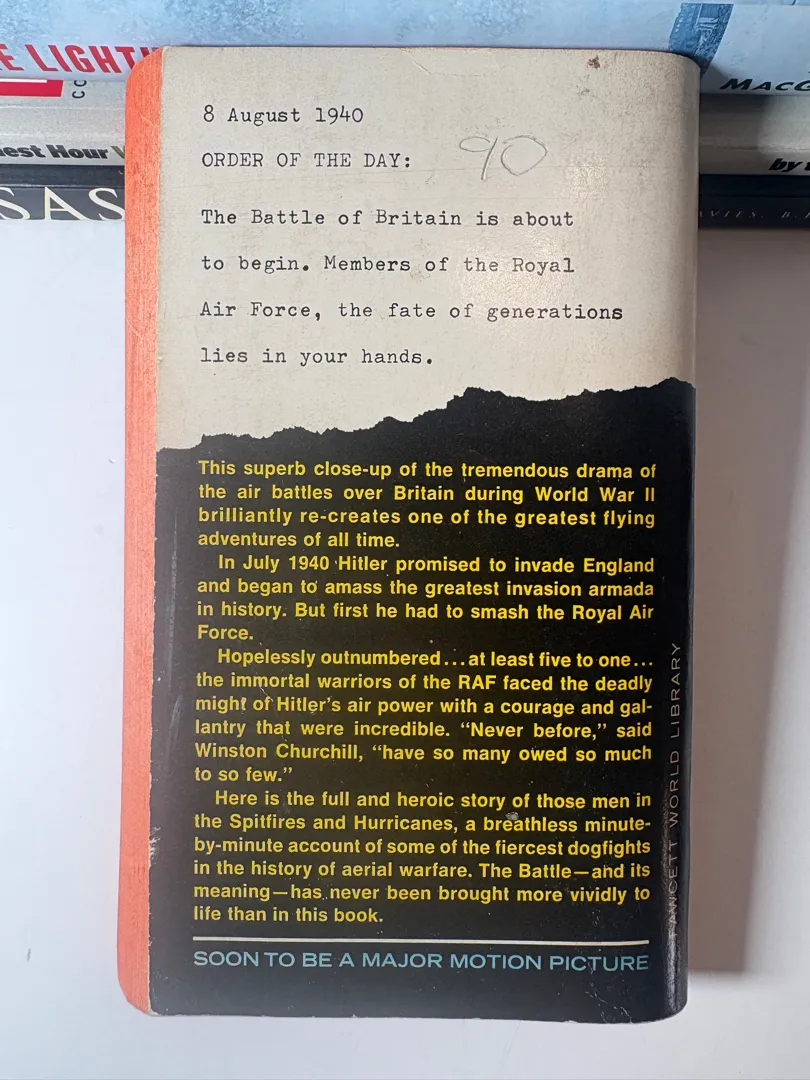 E LIGHT
MACG
est Hour
by
SAS
AVIES, B.
8 August 1940
ORDER OF THE DAY:
90
The Battle of Britain is about
to begin. Members of the Royal
Air Force, the fate of generations
lies in your hands.
This superb close-up of the tremendous drama of
the air battles over Britain during World War II
brilliantly re-creates one of the greatest flying
adventures of all time.
In July 1940 Hitler promised to invade England
and began to amass the greatest invasion armada
in history. But first he had to smash the Royal Air
Force.
Hopelessly outnumbered...at least five to one...
the immortal warriors of the RAF faced the deadly
might of Hitler's air power with a courage and gal-
lantry that were incredible. “Never before,” said
Winston Churchill, “have so many owed so much
to so few.”
Here is the full and heroic story of those men in
the Spitfires and Hurricanes, a breathless minute-
by-minute account of some of the fiercest dogfights
in the history of aerial warfare. The Battle—and its
meaning—has never been brought more vividly to
life than in this book.
SOON TO BE A MAJOR MOTION PICTURE
FAWCETT WORLD LIBRARY